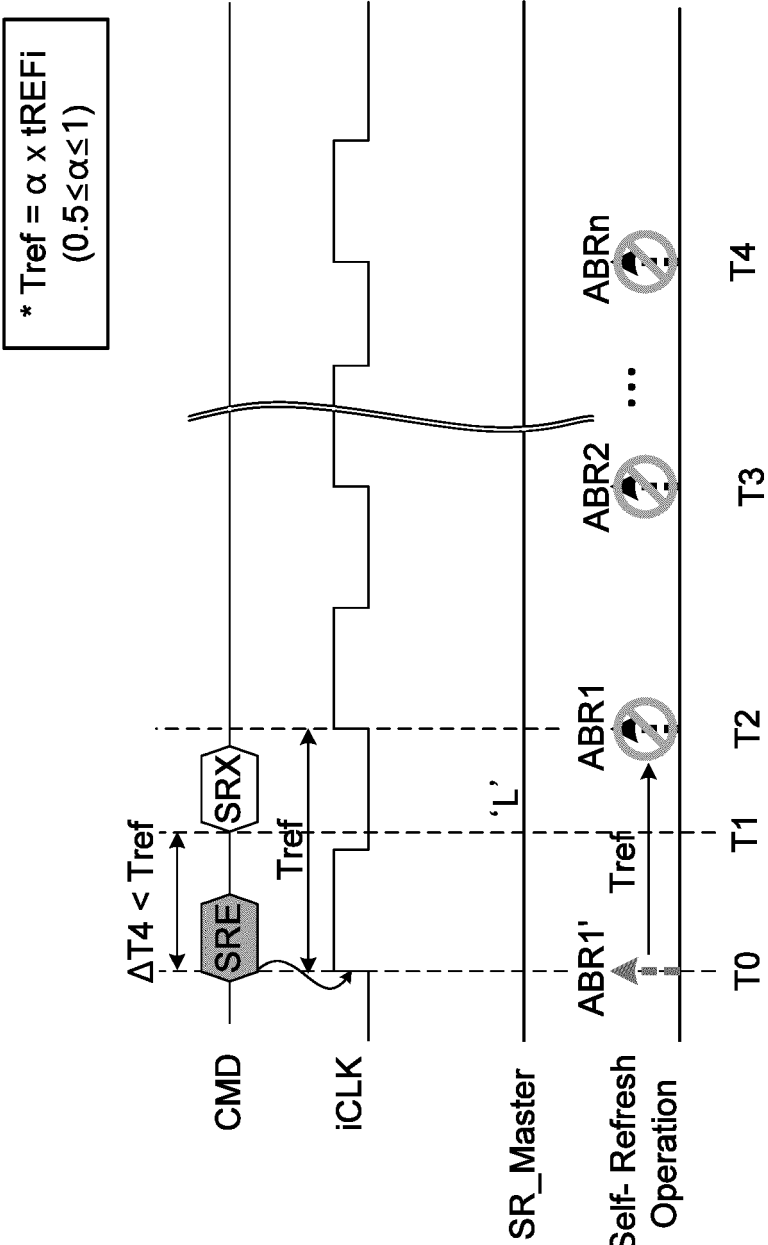 * Tref = α x tREFi
(0.5≤α≤1)
ΔT4 < Tref
CMD
SRE
SRX
Tref
iCLK
SR_Master
'L'
ABR1'
ABR1
ABR2
...
ABRn
Tref
Self- Refresh
Operation
T0
T1
T2
T3
T4